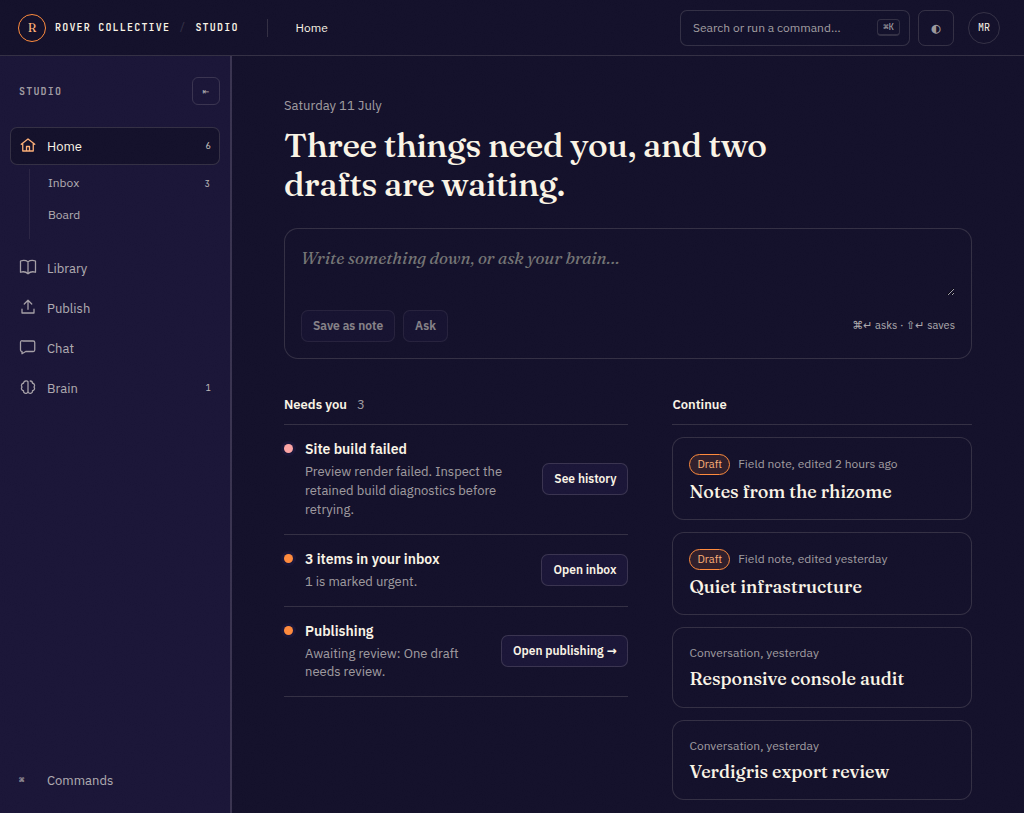 R ROVER COLLECTIVE / STUDIO
Home
Search or run a command... ⌘K
MR
STUDIO
Home 6
Inbox 3
Board
Library
Publish
Chat
Brain 1
⌘ Commands
Saturday 11 July
Three things need you, and two
drafts are waiting.
Write something down, or ask your brain...
Save as note
Ask
⌘↵ asks · ⇧↵ saves
Needs you 3
Site build failed
Preview render failed. Inspect the
retained build diagnostics before
retrying.
See history
3 items in your inbox
1 is marked urgent.
Open inbox
Publishing
Awaiting review: One draft
needs review.
Open publishing →
Continue
Draft Field note, edited 2 hours ago
Notes from the rhizome
Draft Field note, edited yesterday
Quiet infrastructure
Conversation, yesterday
Responsive console audit
Conversation, yesterday
Verdigris export review